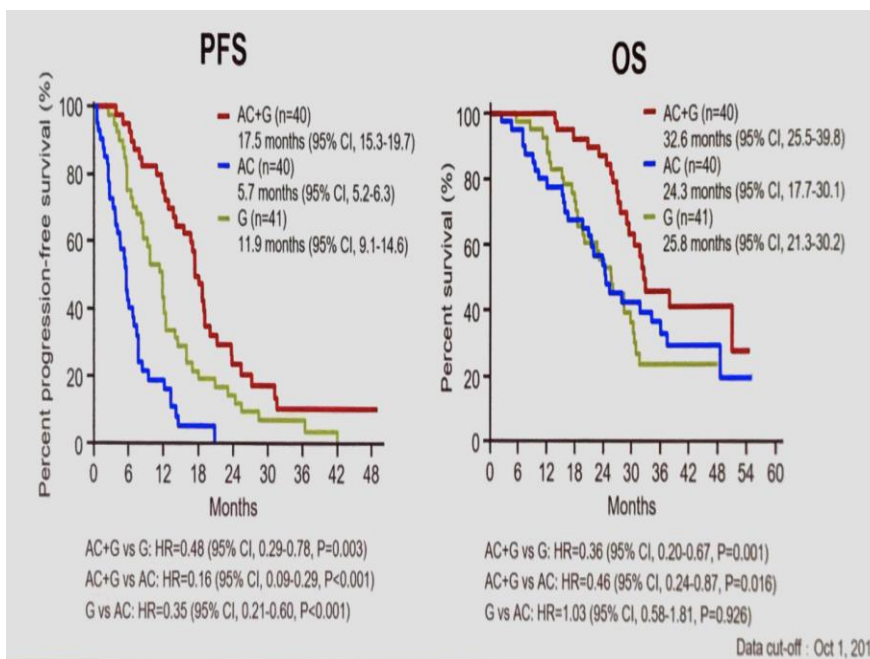 PFS
Percent progression-free survival (%)
100
80
60
40
20
0
AC+G (n=40)
17.5 months (95% CI, 15.3-19.7)
AC (n=40)
5.7 months (95% CI, 5.2-6.3)
G (n=41)
11.9 months (95% CI, 9.1-14.6)
0 6 12 18 24 30 36 42 48
Months
AC+G vs G: HR=0.48 (95% CI, 0.29-0.78, P=0.003)
AC+G vs AC: HR=0.16 (95% CI, 0.09-0.29, P<0.001)
G vs AC: HR=0.35 (95% CI, 0.21-0.60, P<0.001)
OS
Percent survival (%)
100
80
60
40
20
0
AC+G (n=40)
32.6 months (95% CI, 25.5-39.8)
AC (n=40)
24.3 months (95% CI, 17.7-30.1)
G (n=41)
25.8 months (95% CI, 21.3-30.2)
0 6 12 18 24 30 36 42 48 54 60
Months
AC+G vs G: HR=0.36 (95% CI, 0.20-0.67, P=0.001)
AC+G vs AC: HR=0.46 (95% CI, 0.24-0.87, P=0.016)
G vs AC: HR=1.03 (95% CI, 0.58-1.81, P=0.926)
Data cut-off : Oct 1,